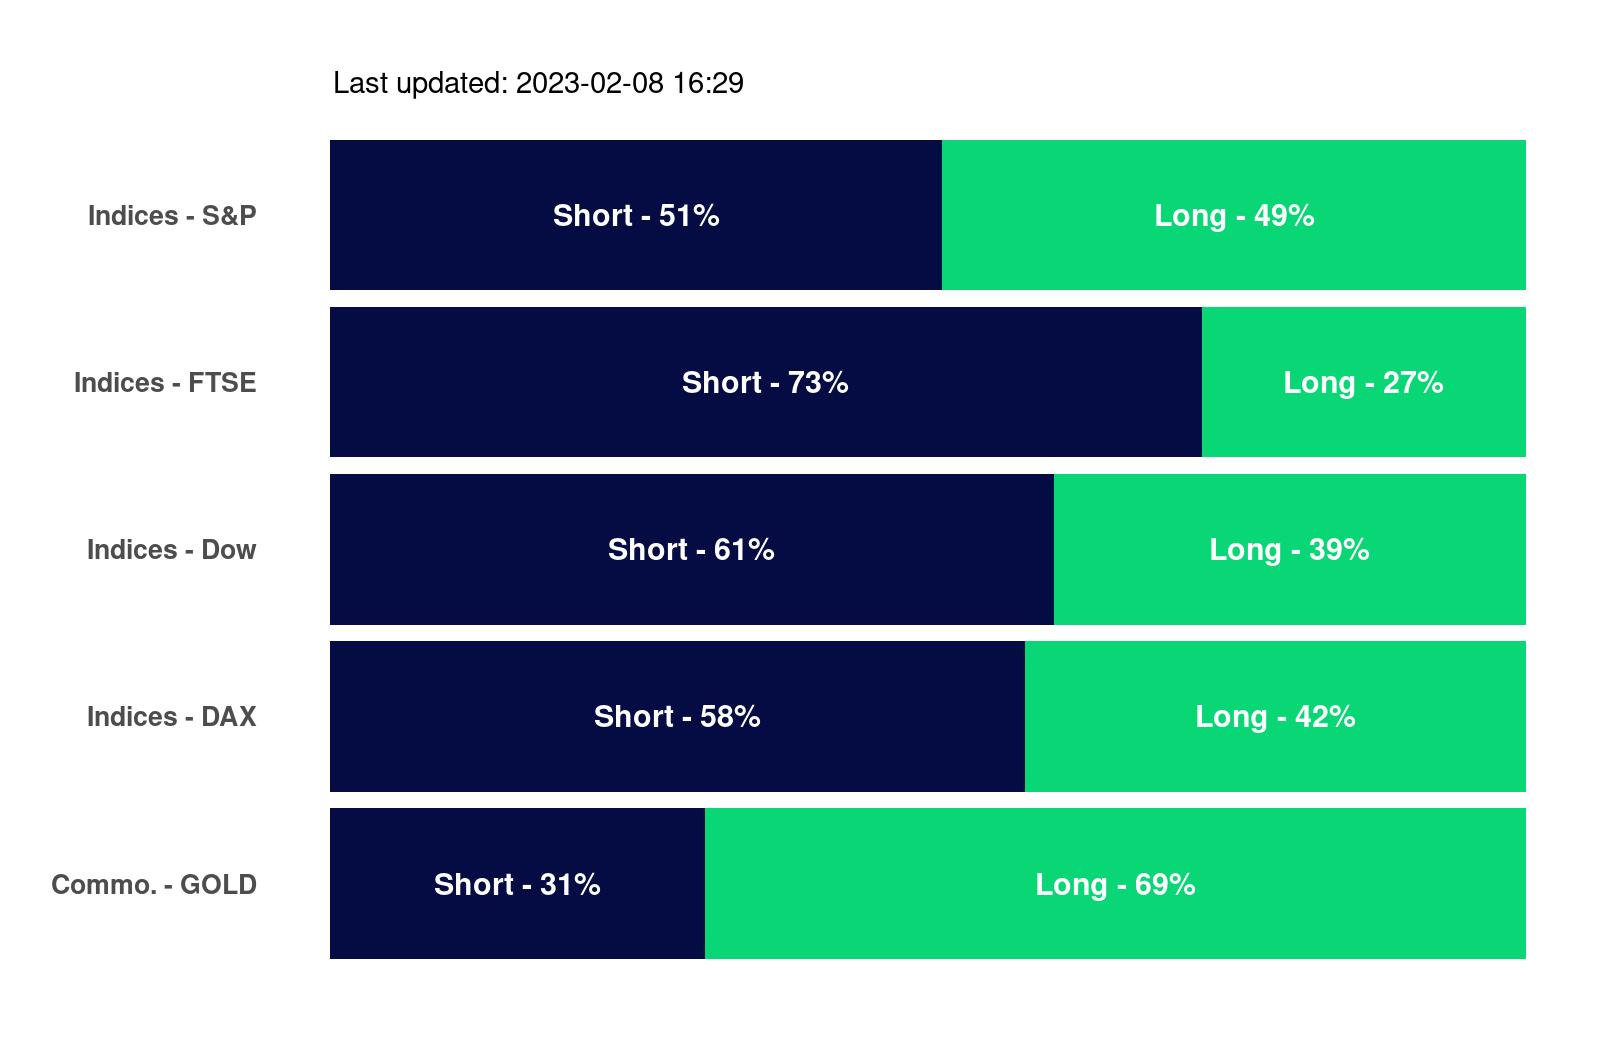 Last updated: 2023-02-08 16:29
Indices - S&P Short - 51% Long - 49%
Indices - FTSE Short - 73% Long - 27%
Indices - Dow Short - 61% Long - 39%
Indices - DAX Short - 58% Long - 42%
Commo. - GOLD Short - 31% Long - 69%